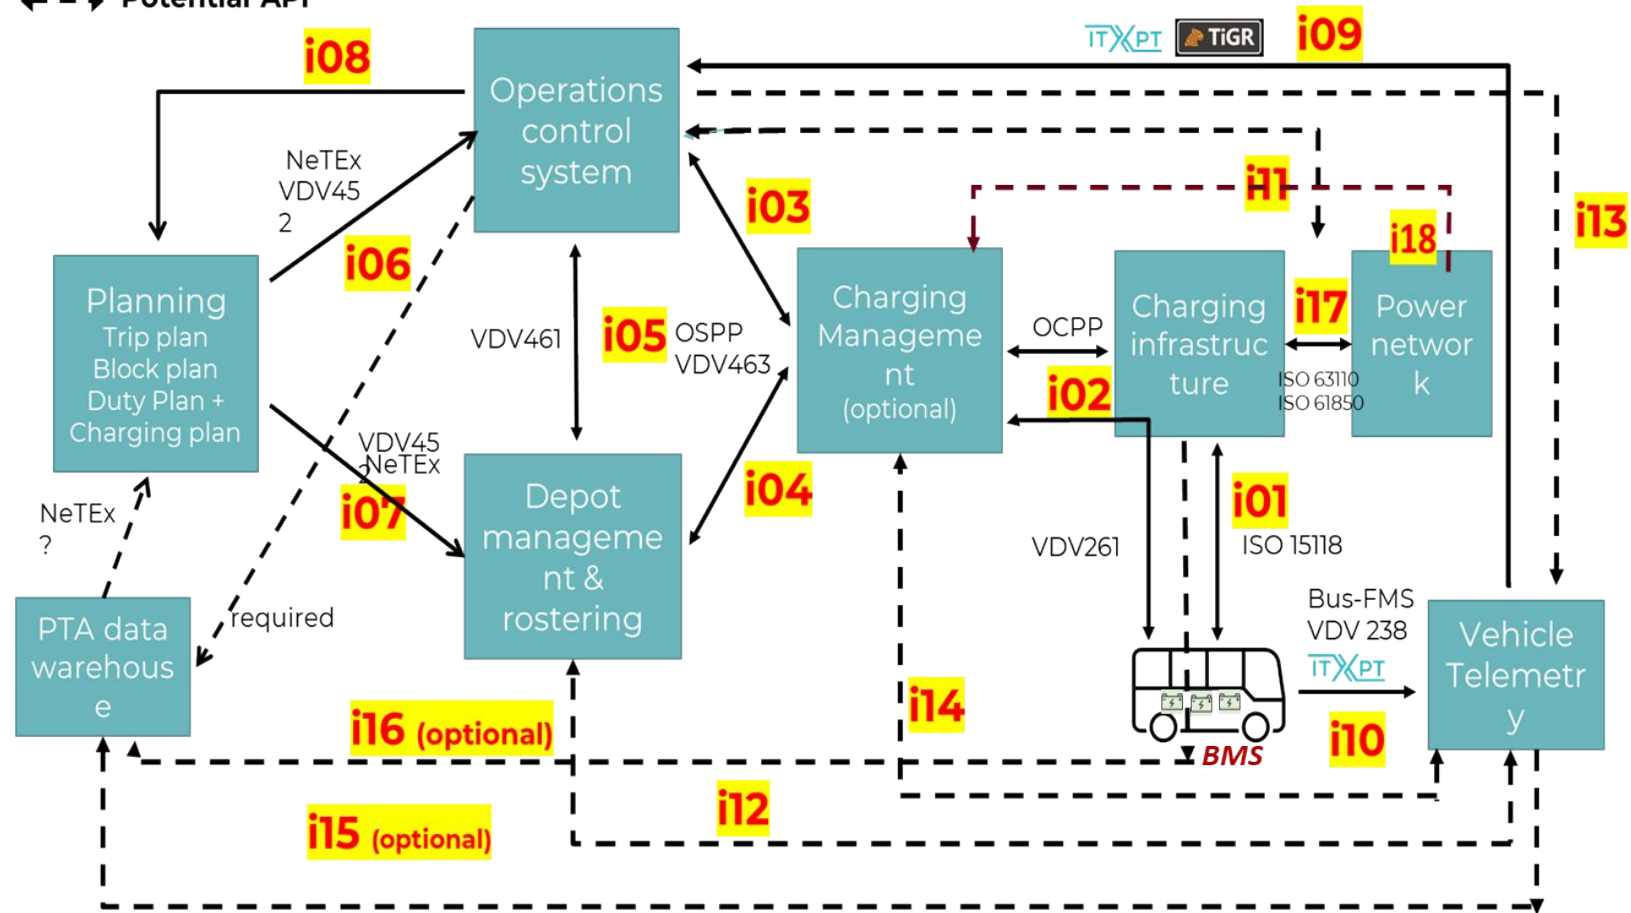 Potential API
i08
ITXPT
TiGR
i09
Operations
control
system
NeTEx
VDV45
2
i06
i03
i11
i18
i13
Planning
Trip plan
Block plan
Duty Plan +
Charging plan
VDV461
i05
OSPP
VDV463
Charging
Manageme
nt
(optional)
OCPP
i02
Charging
infrastruc
ture
i17
ISO 63110
ISO 61850
Power
networ
k
VDV45
2
NeTEx
i07
NeTEx
?
Depot
manageme
nt &
rostering
i04
VDV261
i01
ISO 15118
PTA data
warehous
e
required
Bus-FMS
VDV 238
ITXPT
Vehicle
Telemetr
y
i16 (optional)
i14
BMS
i10
i12
i15 (optional)